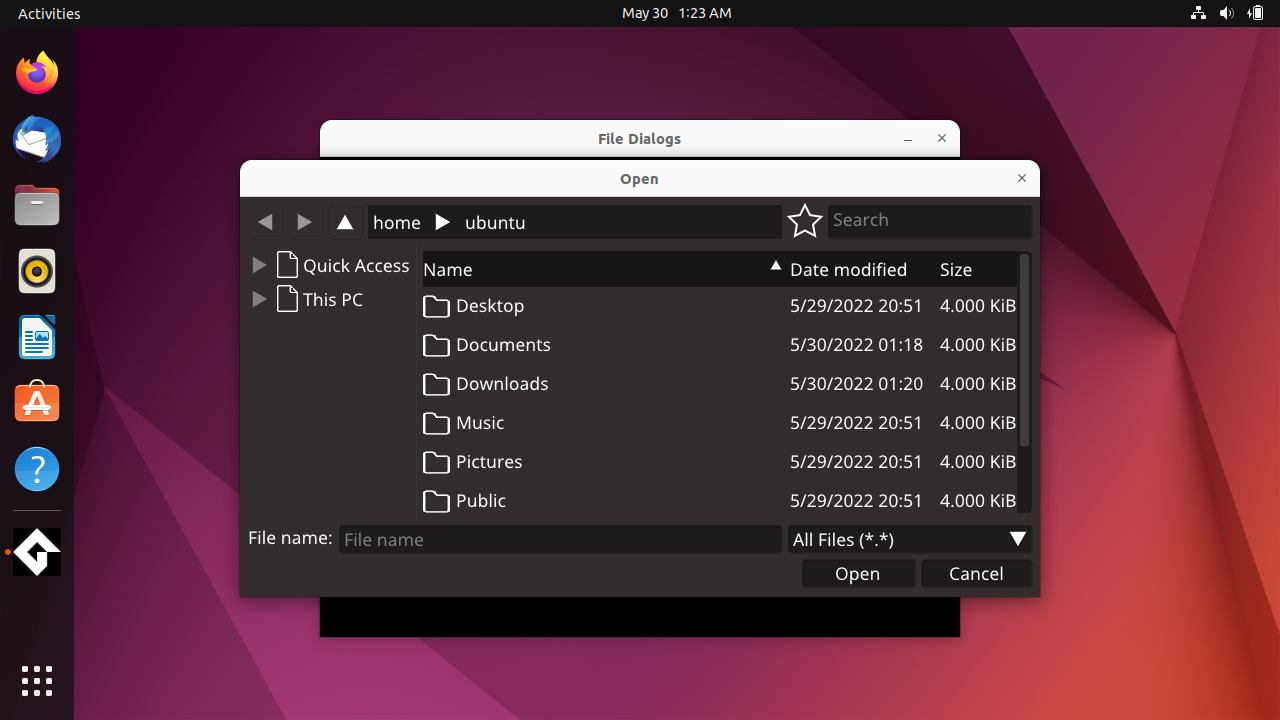 Activities
May 30 1:23 AM
File Dialogs
Open
home ubuntu
Search
Quick Access
This PC
Name Date modified Size
Desktop 5/29/2022 20:51 4.000 KiB
Documents 5/30/2022 01:18 4.000 KiB
Downloads 5/30/2022 01:20 4.000 KiB
Music 5/29/2022 20:51 4.000 KiB
Pictures 5/29/2022 20:51 4.000 KiB
Public 5/29/2022 20:51 4.000 KiB
File name: File name All Files (*.*)
Open Cancel